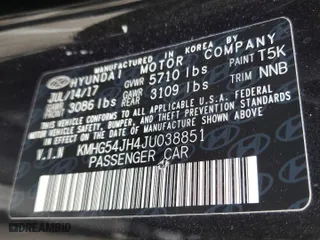 MANUFACTURED IN KOREA BY
HYUNDAI MOTOR COMPANY
JUL/14/17 GVWR 5710 lbs PAINT T5K
GAWR FRONT 3086 lbs GAWR REAR 3109 lbs TRIM NNB
THIS VEHICLE CONFORMS TO ALL APPLICABLE
FEDERAL MOTOR VEHICLE SAFETY, BUMPER, AND
THEFT PREVENTION STANDARDS IN EFFECT ON THE
DATE OF MANUFACTURE SHOWN ABOVE.
V.I.N KMHG54JH4JU038851
PASSENGER CAR
DREAMBID